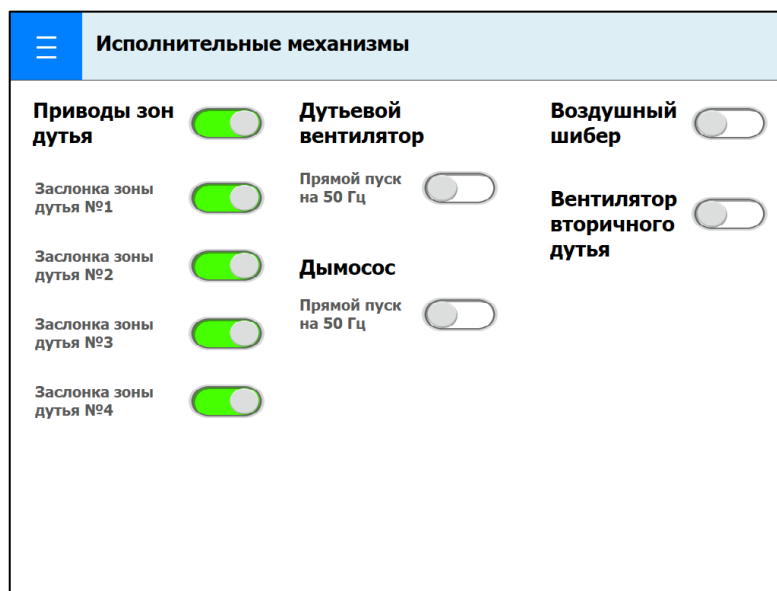 Исполнительные механизмы
Приводы зон
дутья
Заслонка зоны
дутья №1
Заслонка зоны
дутья №2
Заслонка зоны
дутья №3
Заслонка зоны
дутья №4
Дутьевой
вентилятор
Прямой пуск
на 50 Гц
Дымосос
Прямой пуск
на 50 Гц
Воздушный
шибер
Вентилятор
вторичного
дутья